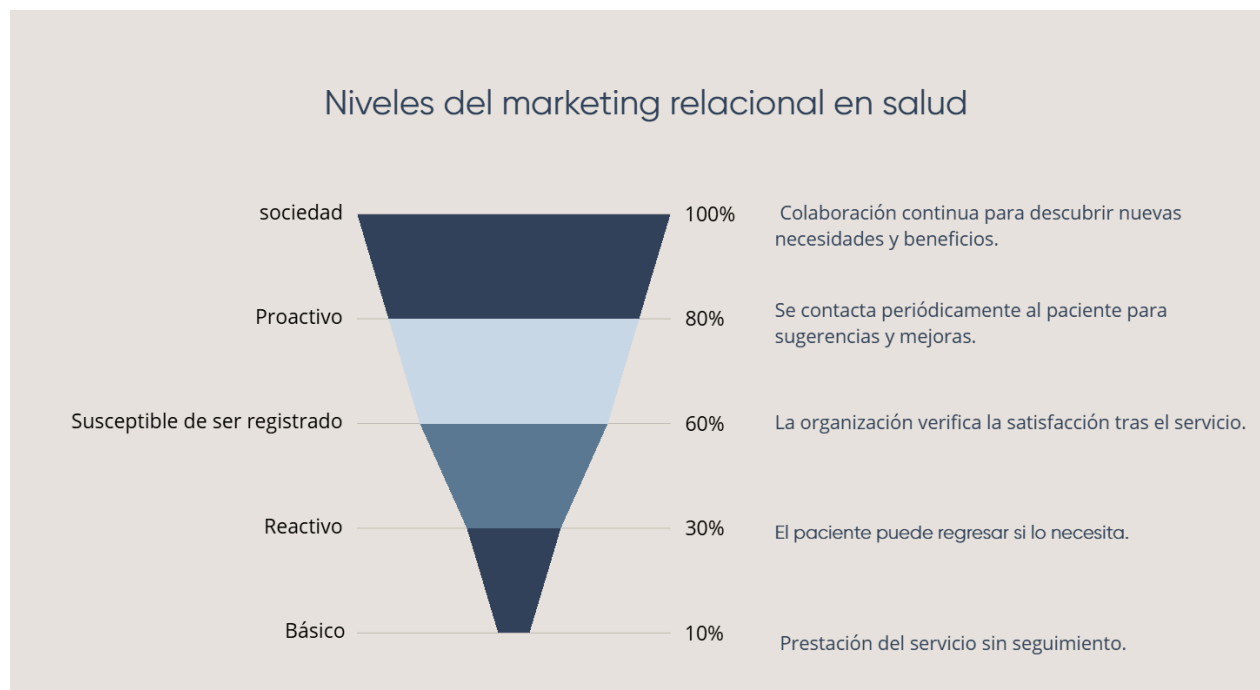 Niveles del marketing relacional en salud
sociedad
100%
Colaboración continua para descubrir nuevas
necesidades y beneficios.
Proactivo
80%
Se contacta periódicamente al paciente para
sugerencias y mejoras.
Susceptible de ser registrado
60%
La organización verifica la satisfacción tras el servicio.
Reactivo
30%
El paciente puede regresar si lo necesita.
Básico
10%
Prestación del servicio sin seguimiento.